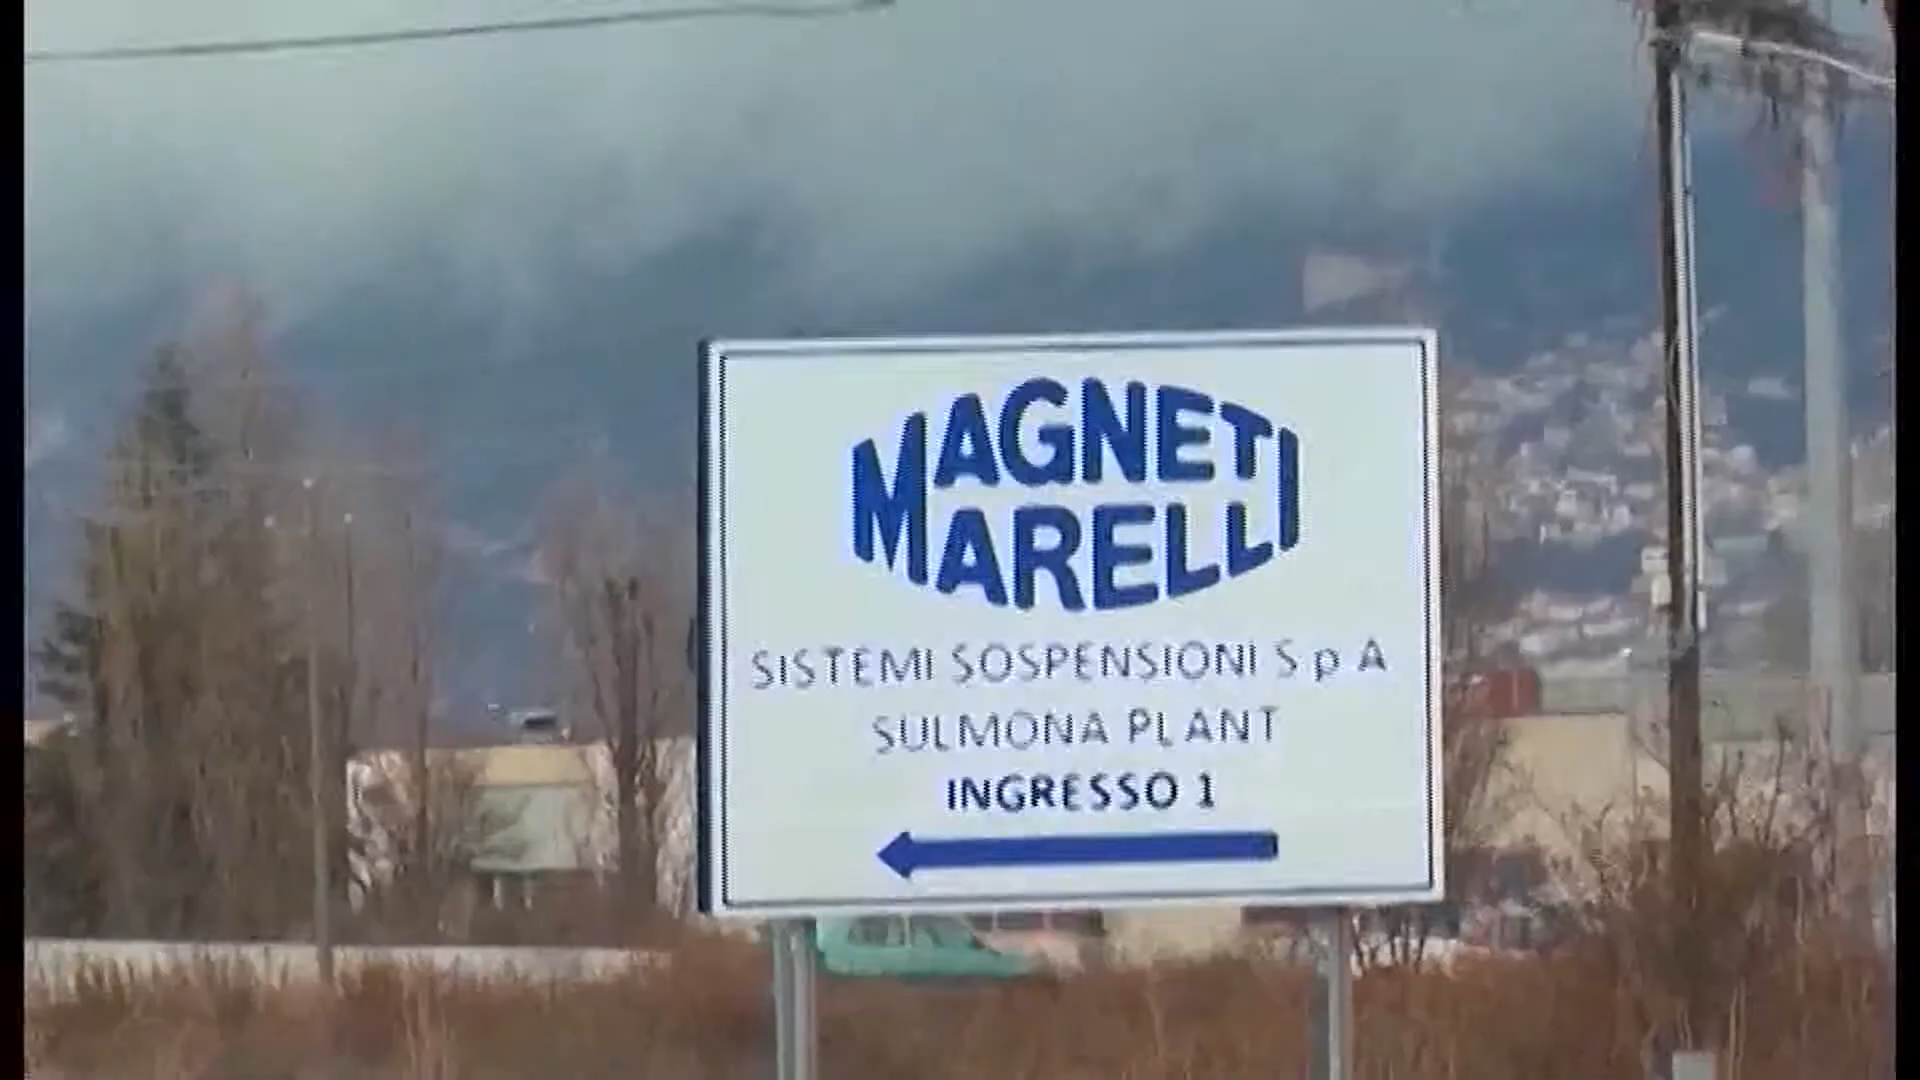 MAGNETI
MARELLI
SISTEMI SOSPENSIONI S p A
SULMONA PLANT
INGRESSO 1